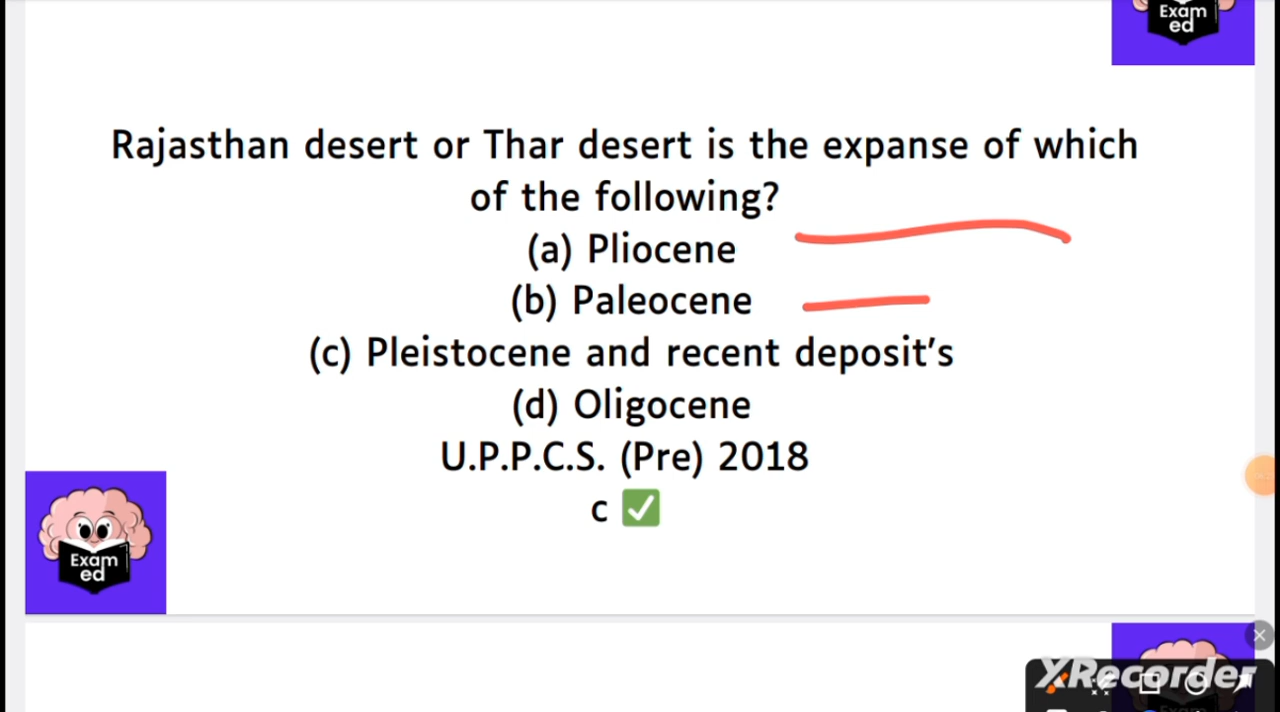 Exam
ed
Rajasthan desert or Thar desert is the expanse of which
of the following?
(a) Pliocene
(b) Paleocene
(c) Pleistocene and recent deposit's
(d) Oligocene
U.P.P.C.S. (Pre) 2018
c ✅
Exam
ed
XRecorder